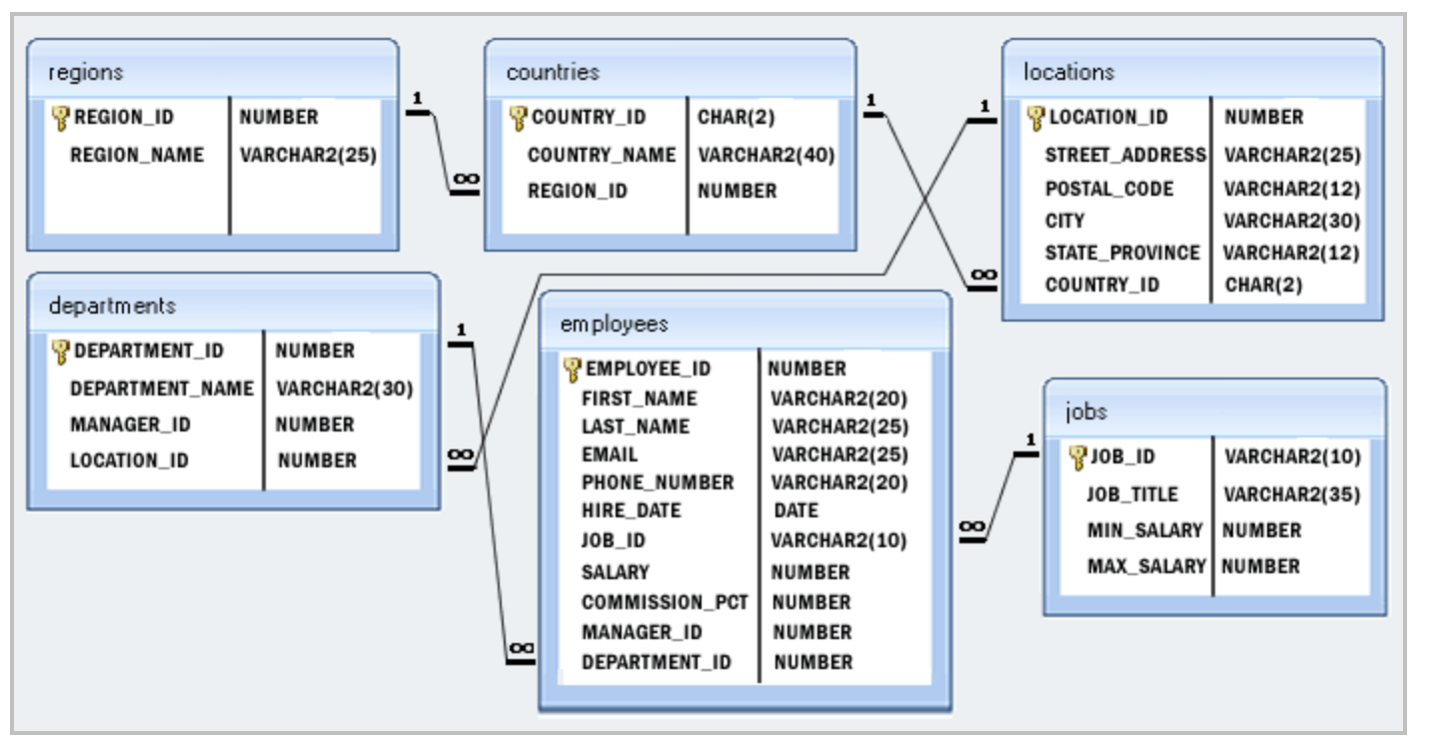 regions
REGION_ID NUMBER
REGION_NAME VARCHAR2(25)
1
∞
countries
COUNTRY_ID CHAR(2)
COUNTRY_NAME VARCHAR2(40)
REGION_ID NUMBER
1
∞
1
locations
LOCATION_ID NUMBER
STREET_ADDRESS VARCHAR2(25)
POSTAL_CODE VARCHAR2(12)
CITY VARCHAR2(30)
STATE_PROVINCE VARCHAR2(12)
COUNTRY_ID CHAR(2)
departments
DEPARTMENT_ID NUMBER
DEPARTMENT_NAME VARCHAR2(30)
MANAGER_ID NUMBER
LOCATION_ID NUMBER
1
∞
∞
employees
EMPLOYEE_ID NUMBER
FIRST_NAME VARCHAR2(20)
LAST_NAME VARCHAR2(25)
EMAIL VARCHAR2(25)
PHONE_NUMBER VARCHAR2(20)
HIRE_DATE DATE
JOB_ID VARCHAR2(10)
SALARY NUMBER
COMMISSION_PCT NUMBER
MANAGER_ID NUMBER
DEPARTMENT_ID NUMBER
1
∞
jobs
JOB_ID VARCHAR2(10)
JOB_TITLE VARCHAR2(35)
MIN_SALARY NUMBER
MAX_SALARY NUMBER